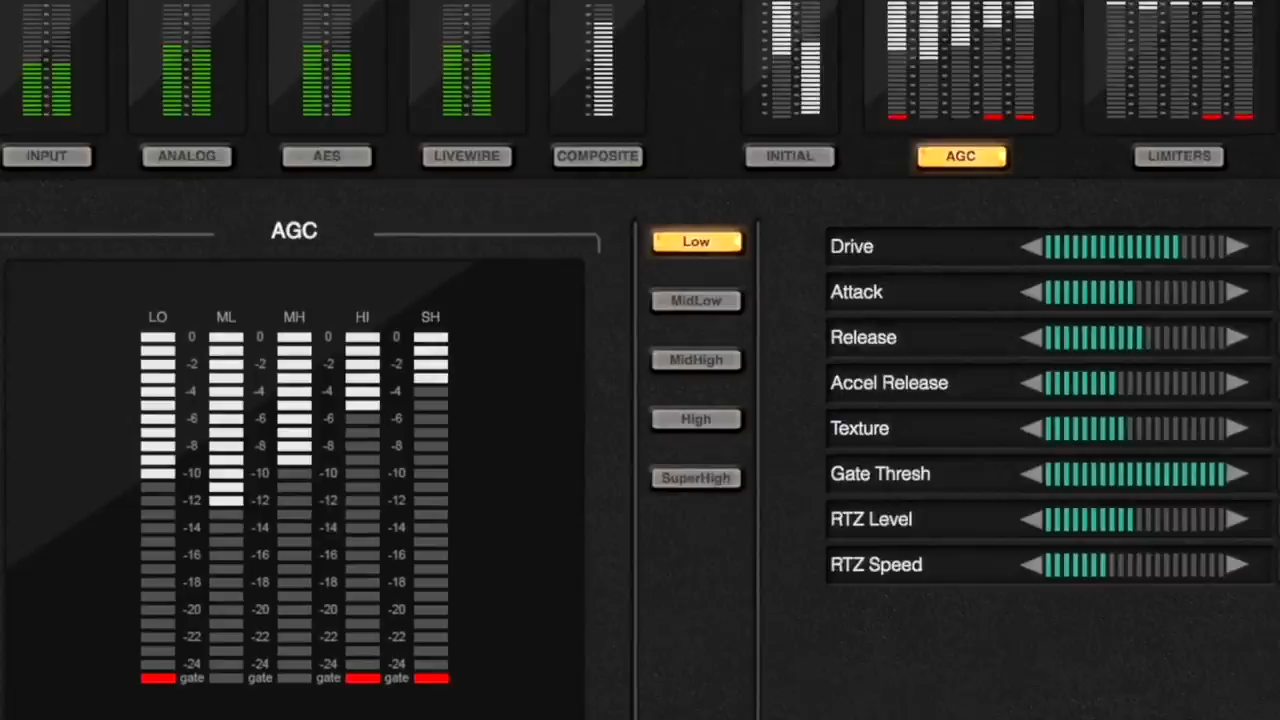 INPUT ANALOG AES LIVEWIRE COMPOSITE INITIAL AGC LIMITERS
AGC
LO ML MH HI SH
0 0 0 0
-2 -2 -2 -2
-4 -4 -4 -4
-6 -6 -6 -6
-8 -8 -8 -8
-10 -10 -10 -10
-12 -12 -12 -12
-14 -14 -14 -14
-16 -16 -16 -16
-18 -18 -18 -18
-20 -20 -20 -20
-22 -22 -22 -22
-24 -24 -24 -24
gate gate gate gate
Low
MidLow
MidHigh
High
SuperHigh
Drive
Attack
Release
Accel Release
Texture
Gate Thresh
RTZ Level
RTZ Speed